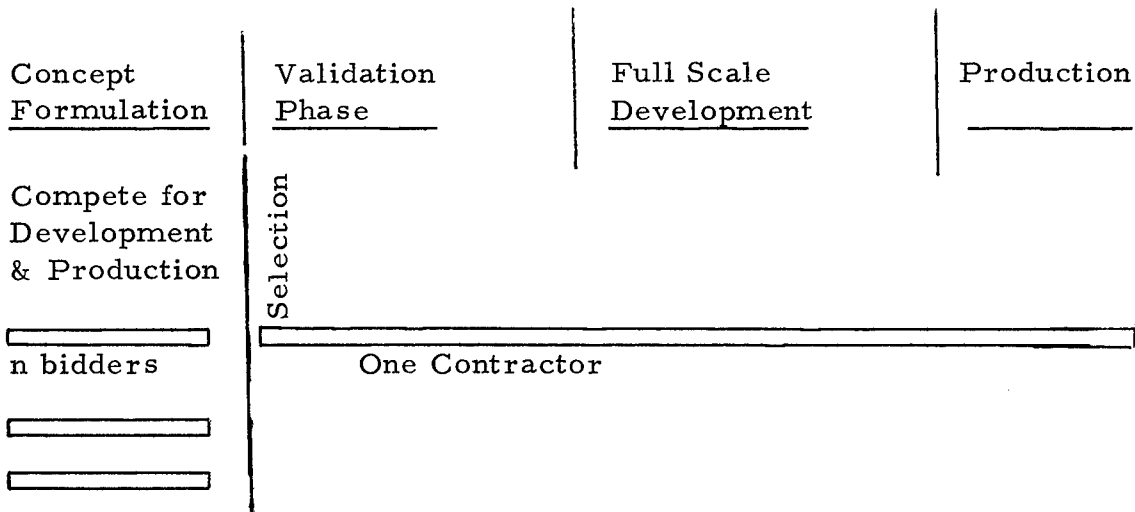 Concept
Formulation
Validation
Phase
Full Scale
Development
Production
Compete for
Development
& Production
Selection
n bidders
One Contractor